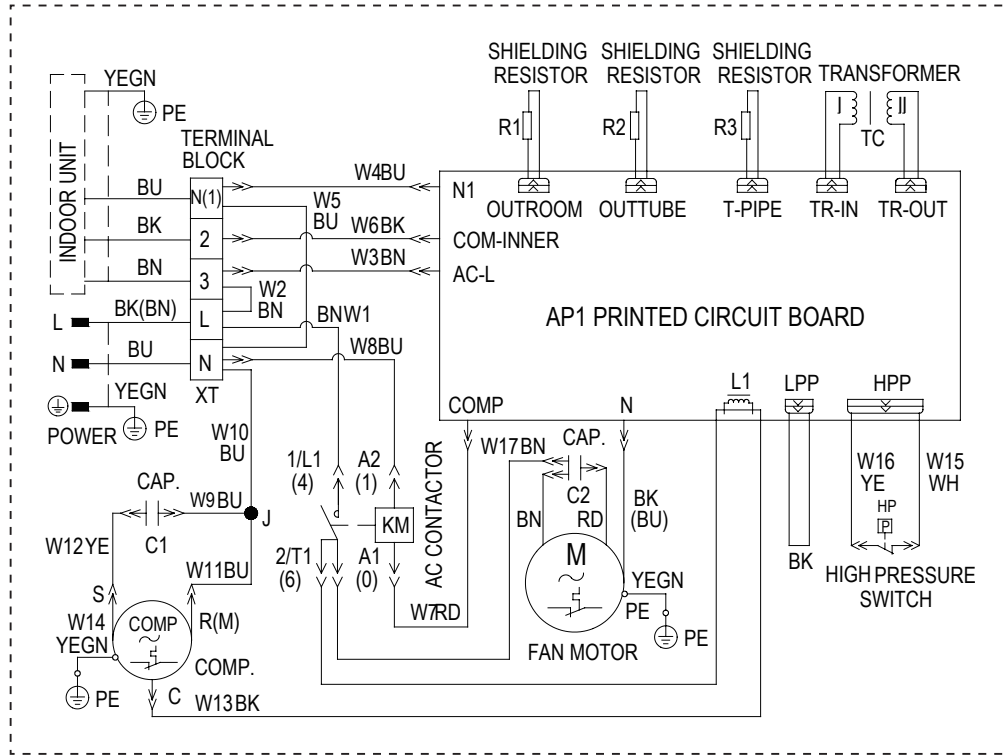 SHIELDING RESISTOR
SHIELDING RESISTOR
SHIELDING RESISTOR
TRANSFORMER
R1
R2
R3
I
II
TC
YEGN
PE
INDOOR UNIT
TERMINAL
BLOCK
BU
N(1)
W4BU
N1
OUTROOM
OUTTUBE
T-PIPE
TR-IN
TR-OUT
W5
BU
BK
2
W6BK
COM-INNER
BN
3
W3BN
AC-L
W2
BN
AP1 PRINTED CIRCUIT BOARD
L
BK(BN)
L
BNW1
N
BU
N
W8BU
XT
YEGN
PE
POWER
COMP
N
L1
LPP
HPP
W10
BU
1/L1
(4)
A2
(1)
W17BN
CAP.
C2
BN
RD
BK
(BU)
W16
YE
W15
WH
HP
P
CAP.
W9BU
J
C1
KM
AC CONTACTOR
W12YE
W11BU
2/T1
(6)
A1
(0)
M
BK
HIGH PRESSURE
SWITCH
YEGN
PE
PE
S
R(M)
W7RD
W14
YEGN
COMP
COMP.
FAN MOTOR
PE
C
W13BK